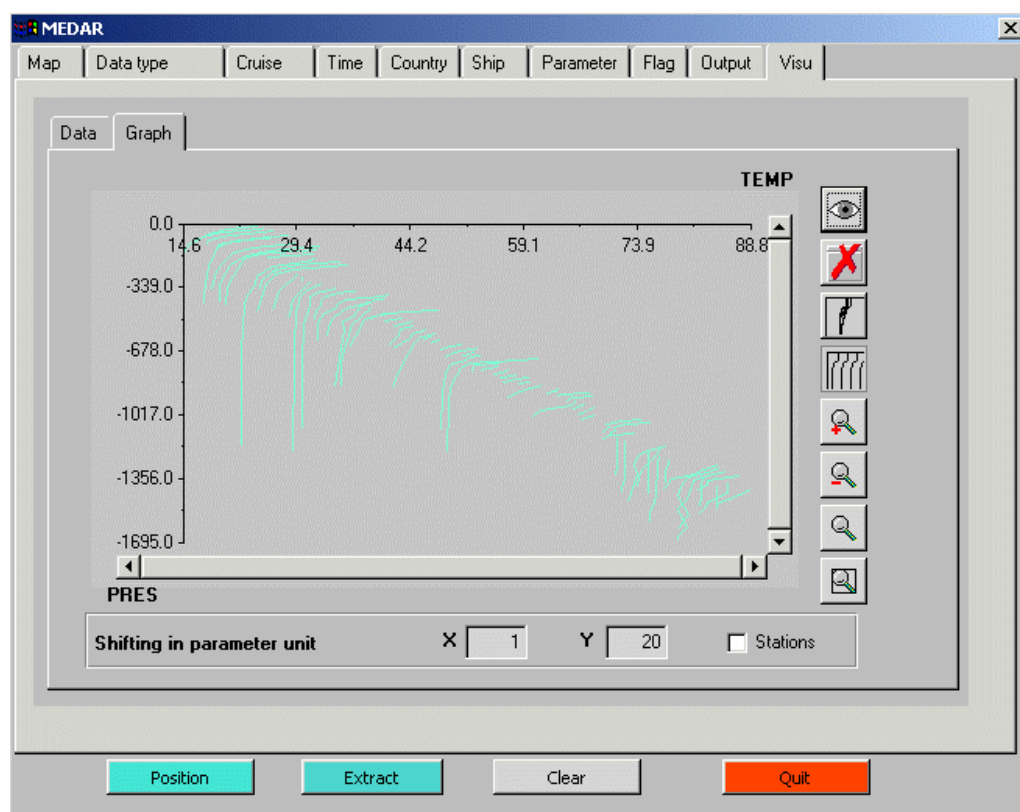 MEDAR
Map Data type Cruise Time Country Ship Parameter Flag Output Visu
Data Graph
TEMP
0.0
14.6 29.4 44.2 59.1 73.9 88.8
-339.0
-678.0
-1017.0
-1356.0
-1695.0
PRES
Shifting in parameter unit X 1 Y 20 Stations
Position Extract Clear Quit